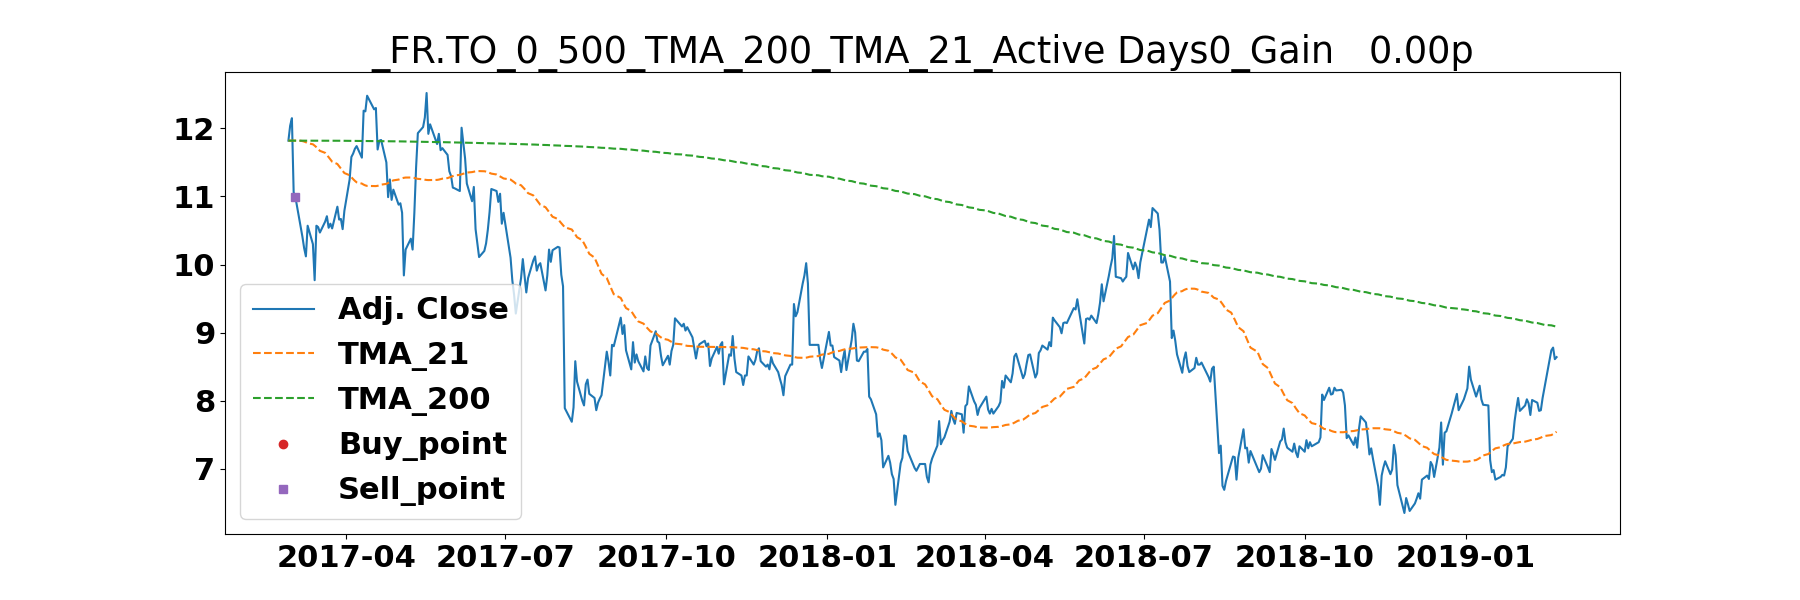 _FR.TO_0_500_TMA_200_TMA_21_Active Days0_Gain   0.00p
12
11
10
9
8
7
Adj. Close
TMA_21
TMA_200
Buy_point
Sell_point
2017-04 2017-07 2017-10 2018-01 2018-04 2018-07 2018-10 2019-01